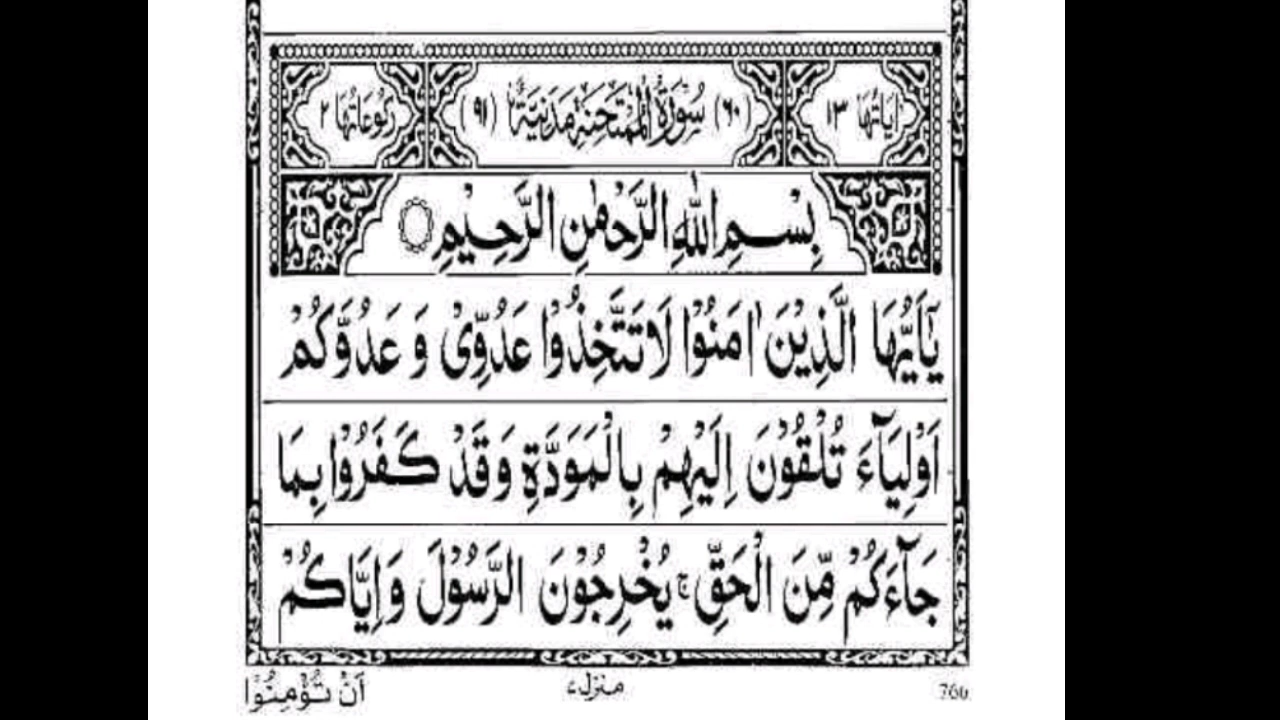 اٰيَاتُهَا ١٣ (٦٠) سُوْرَةُ الْمُمْتَحِنَةِ مَدَنِيَّةٌ (٩١) رُكُوْعَاتُهَا ٢
بِسْمِ اللّٰهِ الرَّحْمٰنِ الرَّحِيْمِ ۝
يٰٓاَيُّهَا الَّذِيْنَ اٰمَنُوْا لَا تَتَّخِذُوْا عَدُوِّىْ وَ عَدُوَّكُمْ
اَوْلِيَآءَ تُلْقُوْنَ اِلَيْهِمْ بِالْمَوَدَّةِ وَقَدْ كَفَرُوْا بِمَا
جَآءَكُمْ مِّنَ الْحَقِّ ۚ يُخْرِجُوْنَ الرَّسُوْلَ وَاِيَّاكُمْ
اَنْ تُؤْمِنُوْا منزل ٧ 766